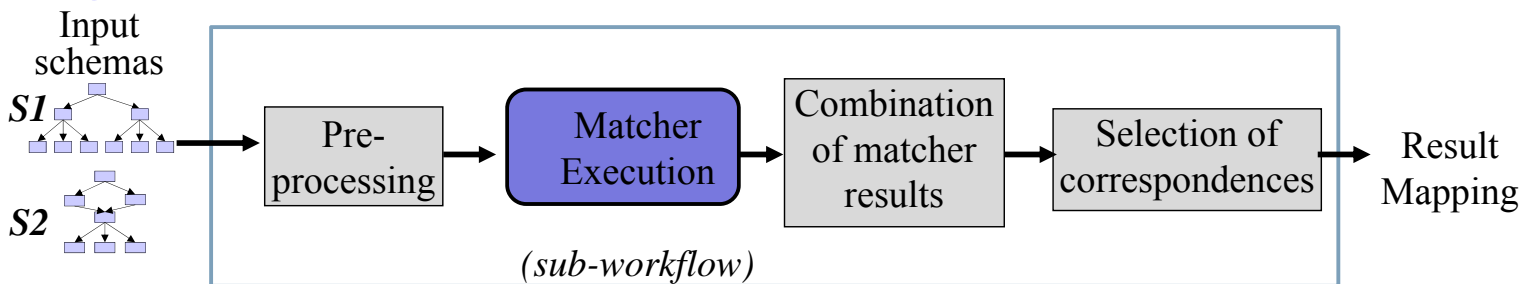 Input
schemas
S1
S2
Pre-
processing
Matcher
Execution
(sub-workflow)
Combination
of matcher
results
Selection of
correspondences
Result
Mapping